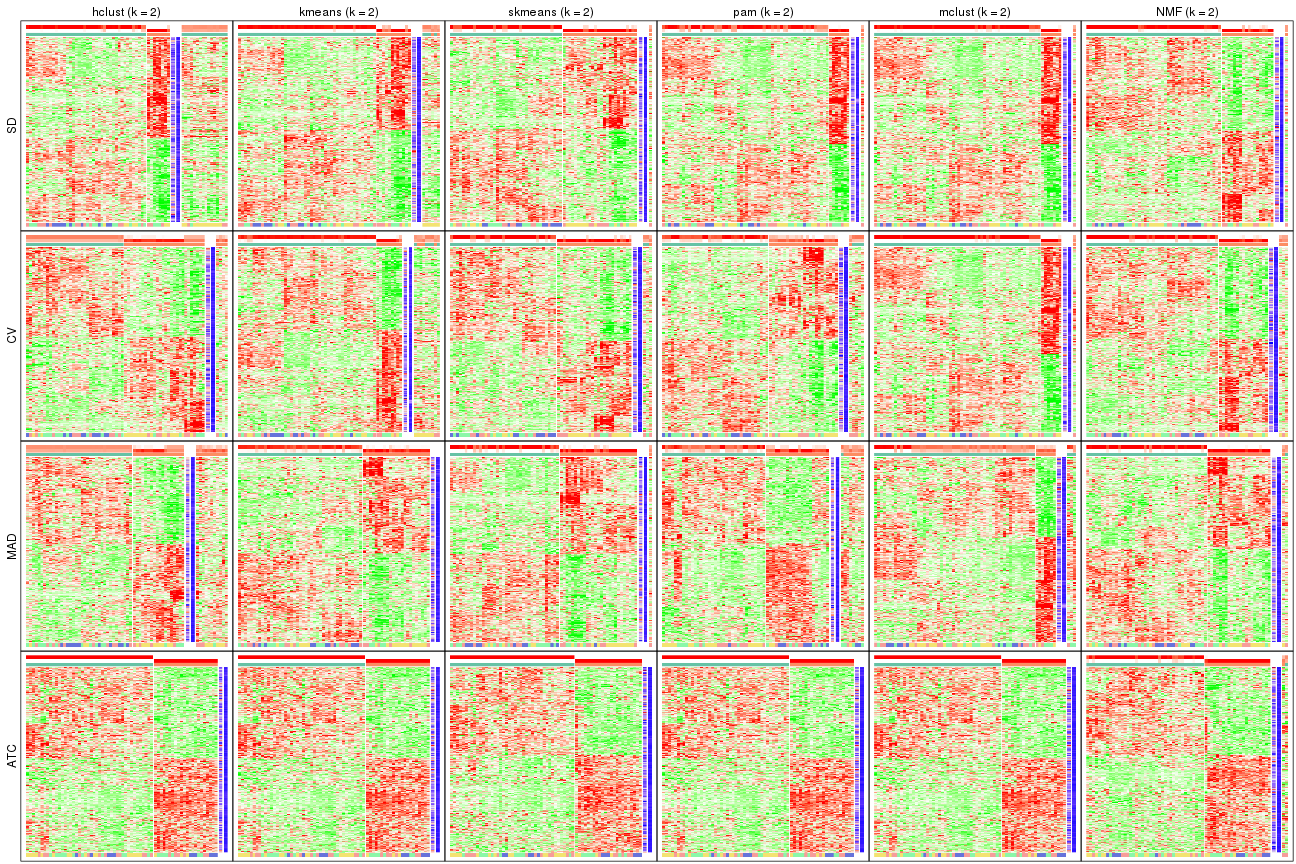 hclust (k = 2) kmeans (k = 2) skmeans (k = 2) pam (k = 2) mclust (k = 2) NMF (k = 2)
SD
CV
MAD
ATC